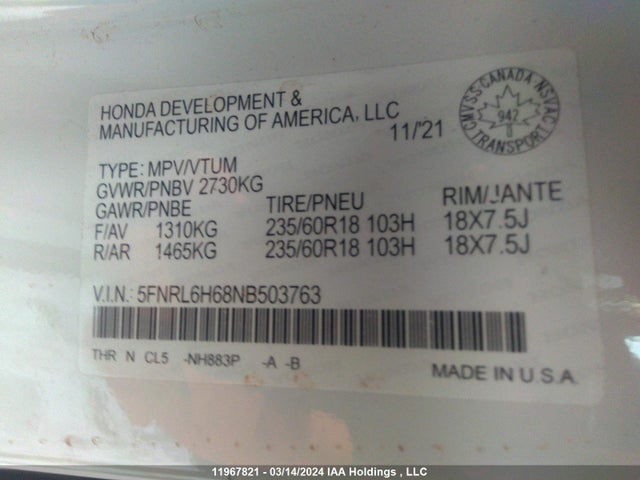 HONDA DEVELOPMENT &
MANUFACTURING OF AMERICA, LLC
11/'21
CMVSS/CANADA/NSVAC
942
TRANSPORT
TYPE: MPV/VTUM
GVWR/PNBV 2730KG
GAWR/PNBE TIRE/PNEU RIM/JANTE
F/AV 1310KG 235/60R18 103H 18X7.5J
R/AR 1465KG 235/60R18 103H 18X7.5J
V.I.N.: 5FNRL6H68NB503763
THR N CL5 -NH883P -A -B
MADE IN U.S.A.
11967821 - 03/14/2024 IAA Holdings , LLC